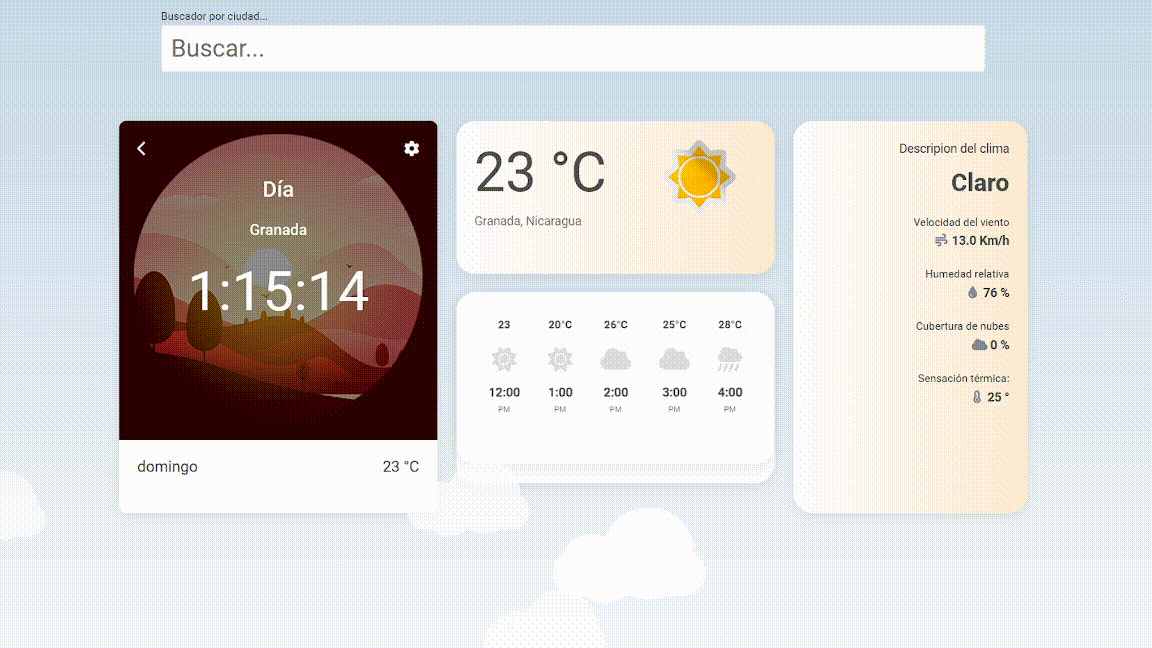 Buscador por ciudad...
Buscar...
Día
Granada
1:15:14
domingo
23 °C
23 °C
Granada, Nicaragua
23 20°C 26°C 25°C 28°C
12:00 1:00 2:00 3:00 4:00
PM PM PM PM PM
Descripion del clima
Claro
Velocidad del viento
13.0 Km/h
Humedad relativa
76 %
Cubertura de nubes
0 %
Sensación térmica:
25 °